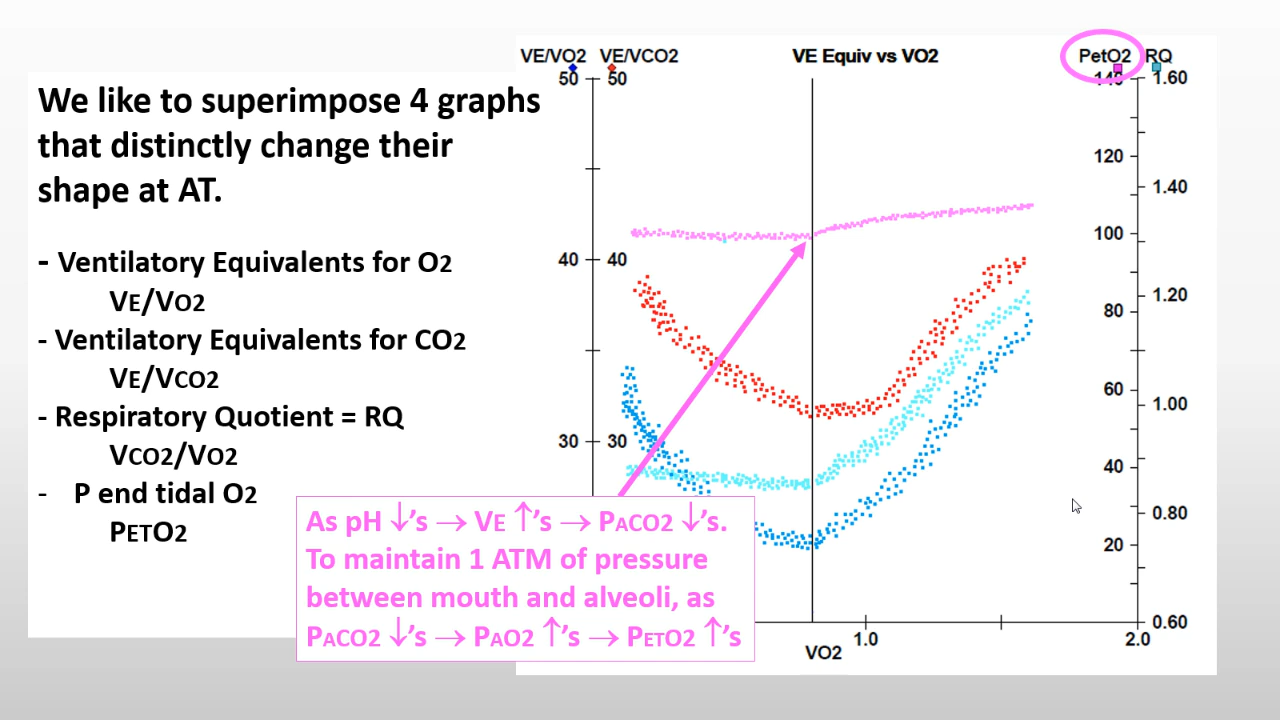 We like to superimpose 4 graphs
that distinctly change their
shape at AT.
- Ventilatory Equivalents for O2
VE/VO2
- Ventilatory Equivalents for CO2
VE/VCO2
- Respiratory Quotient = RQ
VCO2/VO2
- P end tidal O2
PETO2
As pH ↓'s → VE ↑'s → PACO2 ↓'s.
To maintain 1 ATM of pressure
between mouth and alveoli, as
PACO2 ↓'s → PAO2 ↑'s → PETO2 ↑'s
VE/VO2 VE/VCO2 VE Equiv vs VO2 PetO2 RQ
50 50 140 1.60
120
1.40
100
40 40
1.20
80
60
1.00
30 30
40
0.80
20
0.60
1.0 2.0
VO2